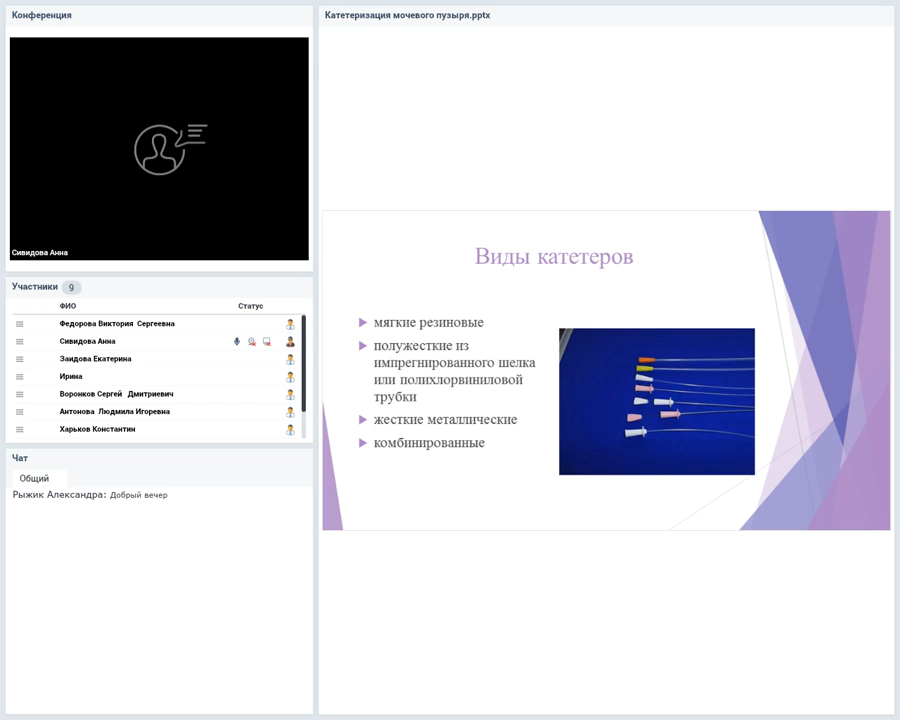 Конференция
Сивидова Анна
Участники 9
ФИО Статус
Федорова Виктория Сергеевна
Сивидова Анна
Заидова Екатерина
Ирина
Воронков Сергей Дмитриевич
Антонова Людмила Игоревна
Харьков Константин
Чат
Общий
Рыжик Александра: Добрый вечер
Катетеризация мочевого пузыря.pptx
Виды катетеров
мягкие резиновые
полужесткие из
импрегнированного шелка
или полихлорвиниловой
трубки
жесткие металлические
комбинированные